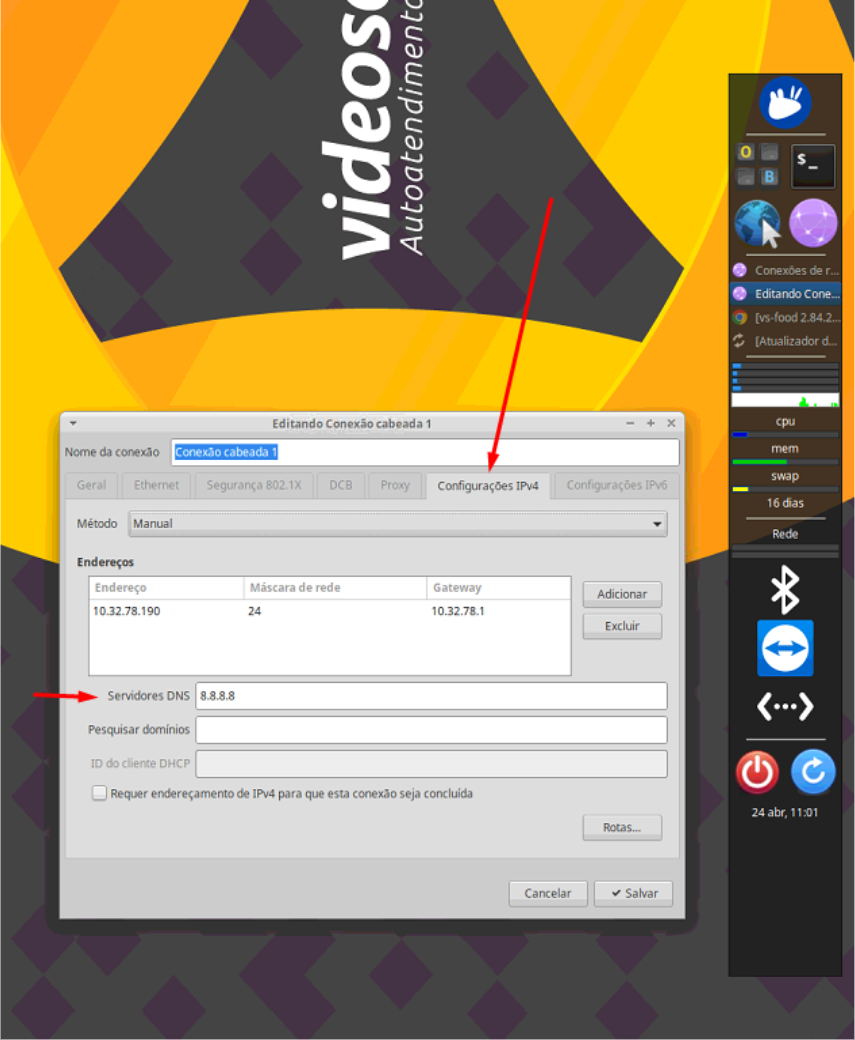 videoso
Autoatendimento
O
B
$_
Conexões de r...
Editando Cone...
[vs-food 2.84.2...
[Atualizador d...
cpu
mem
swap
16 dias
Rede
24 abr, 11:01
Editando Conexão cabeada 1
Nome da conexão Conexão cabeada 1
Geral Ethernet Segurança 802.1X DCB Proxy Configurações IPv4 Configurações IPv6
Método Manual
Endereços
Endereço Máscara de rede Gateway
10.32.78.190 24 10.32.78.1
Adicionar
Excluir
Servidores DNS 8.8.8.8
Pesquisar domínios
ID do cliente DHCP
Requer endereçamento de IPv4 para que esta conexão seja concluída
Rotas...
Cancelar Salvar